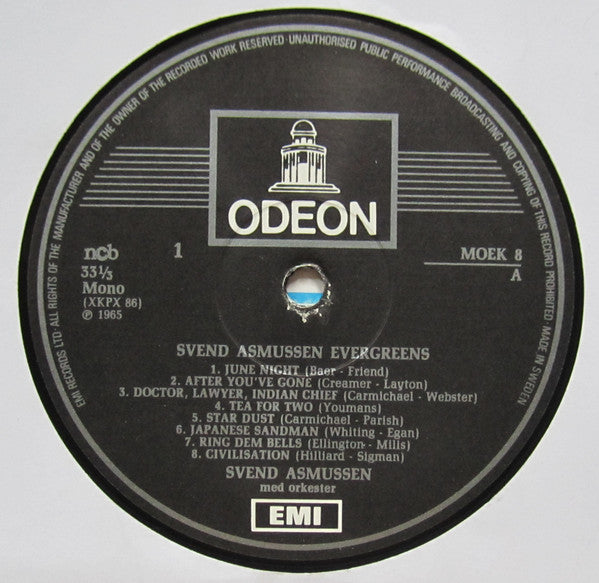 EMI RECORDS LTD · ALL RIGHTS OF THE MANUFACTURER AND OF THE OWNER OF THE RECORDED WORK RESERVED · UNAUTHORISED PUBLIC PERFORMANCE BROADCASTING AND COPYING OF THIS RECORD PROHIBITED · MADE IN SWEDEN
ODEON
ncb 1
33⅓
Mono
(XKPX 86)
℗ 1965
MOEK 8
A
SVEND ASMUSSEN EVERGREENS
1. JUNE NIGHT (Baer - Friend)
2. AFTER YOU'VE GONE (Creamer - Layton)
3. DOCTOR, LAWYER, INDIAN CHIEF (Carmichael - Webster)
4. TEA FOR TWO (Youmans)
5. STAR DUST (Carmichael - Parish)
6. JAPANESE SANDMAN (Whiting - Egan)
7. RING DEM BELLS (Ellington - Mills)
8. CIVILISATION (Hilliard - Sigman)
SVEND ASMUSSEN
med orkester
EMI